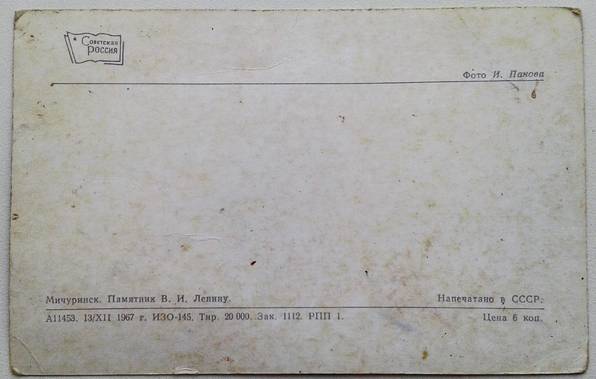 Советская
россия
Фото И. Панова
Мичуринск. Памятник В. И. Ленину.
Напечатано в СССР.
А11453. 13/XII 1967 г. ИЗО-145. Тир. 20 000. Зак. 1112. РПП 1.
Цена 6 коп.